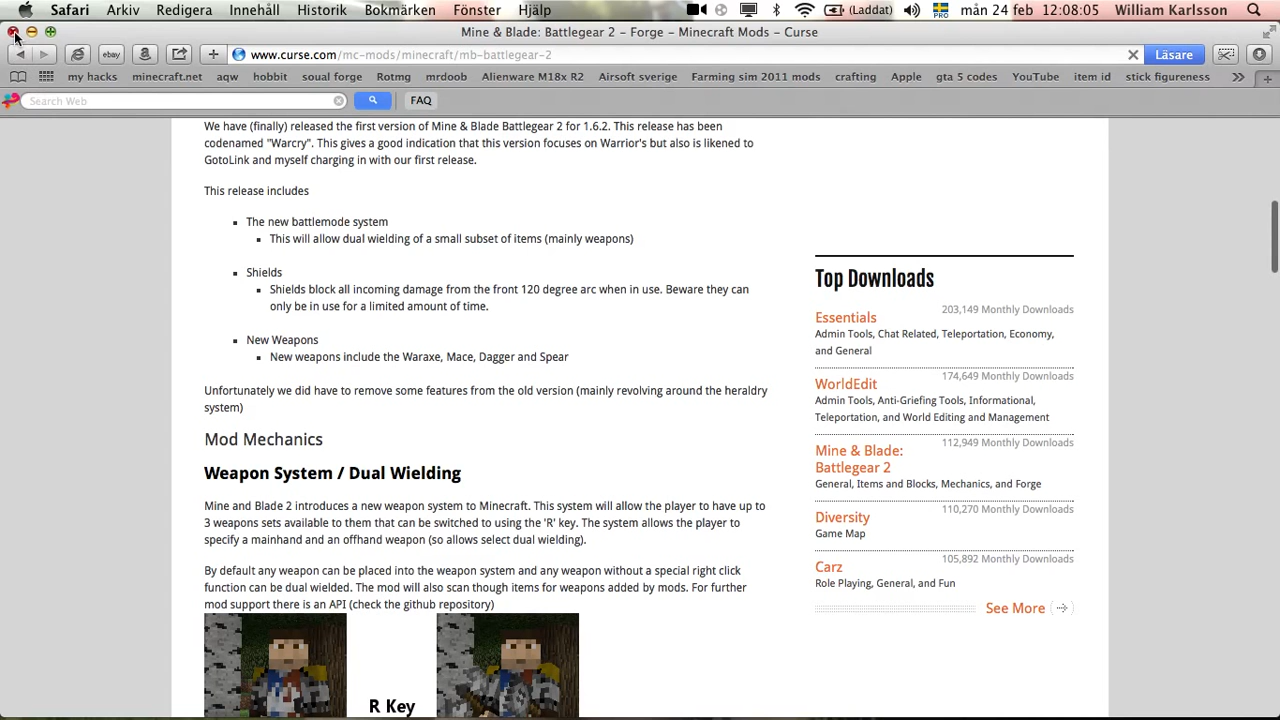 Safari Arkiv Redigera Innehåll Historik Bokmärken Fönster Hjälp (Laddat) mån 24 feb 12:08:05 William Karlsson
Mine & Blade: Battlegear 2 – Forge – Minecraft Mods – Curse
ebay a www.curse.com/mc-mods/minecraft/mb-battlegear-2 Läsare
my hacks minecraft.net aqw hobbit soual forge Rotmg mrdoob Alienware M18x R2 Airsoft sverige Farming sim 2011 mods crafting Apple gta 5 codes YouTube item id stick figureness
Search Web FAQ
We have (finally) released the first version of Mine & Blade Battlegear 2 for 1.6.2. This release has been
codenamed "Warcry". This gives a good indication that this version focuses on Warrior's but also is likened to
GotoLink and myself charging in with our first release.
This release includes
The new battlemode system
This will allow dual wielding of a small subset of items (mainly weapons)
Shields
Shields block all incoming damage from the front 120 degree arc when in use. Beware they can
only be in use for a limited amount of time.
New Weapons
New weapons include the Waraxe, Mace, Dagger and Spear
Unfortunately we did have to remove some features from the old version (mainly revolving around the heraldry
system)
Mod Mechanics
Weapon System / Dual Wielding
Mine and Blade 2 introduces a new weapon system to Minecraft. This system will allow the player to have up to
3 weapons sets available to them that can be switched to using the 'R' key. The system allows the player to
specify a mainhand and an offhand weapon (so allows select dual wielding).
By default any weapon can be placed into the weapon system and any weapon without a special right click
function can be dual wielded. The mod will also scan though items for weapons added by mods. For further
mod support there is an API (check the github repository)
R Key
Top Downloads
203,149 Monthly Downloads
Essentials
Admin Tools, Chat Related, Teleportation, Economy,
and General
174,649 Monthly Downloads
WorldEdit
Admin Tools, Anti-Griefing Tools, Informational,
Teleportation, and World Editing and Management
112,949 Monthly Downloads
Mine & Blade:
Battlegear 2
General, Items and Blocks, Mechanics, and Forge
110,270 Monthly Downloads
Diversity
Game Map
105,892 Monthly Downloads
Carz
Role Playing, General, and Fun
See More